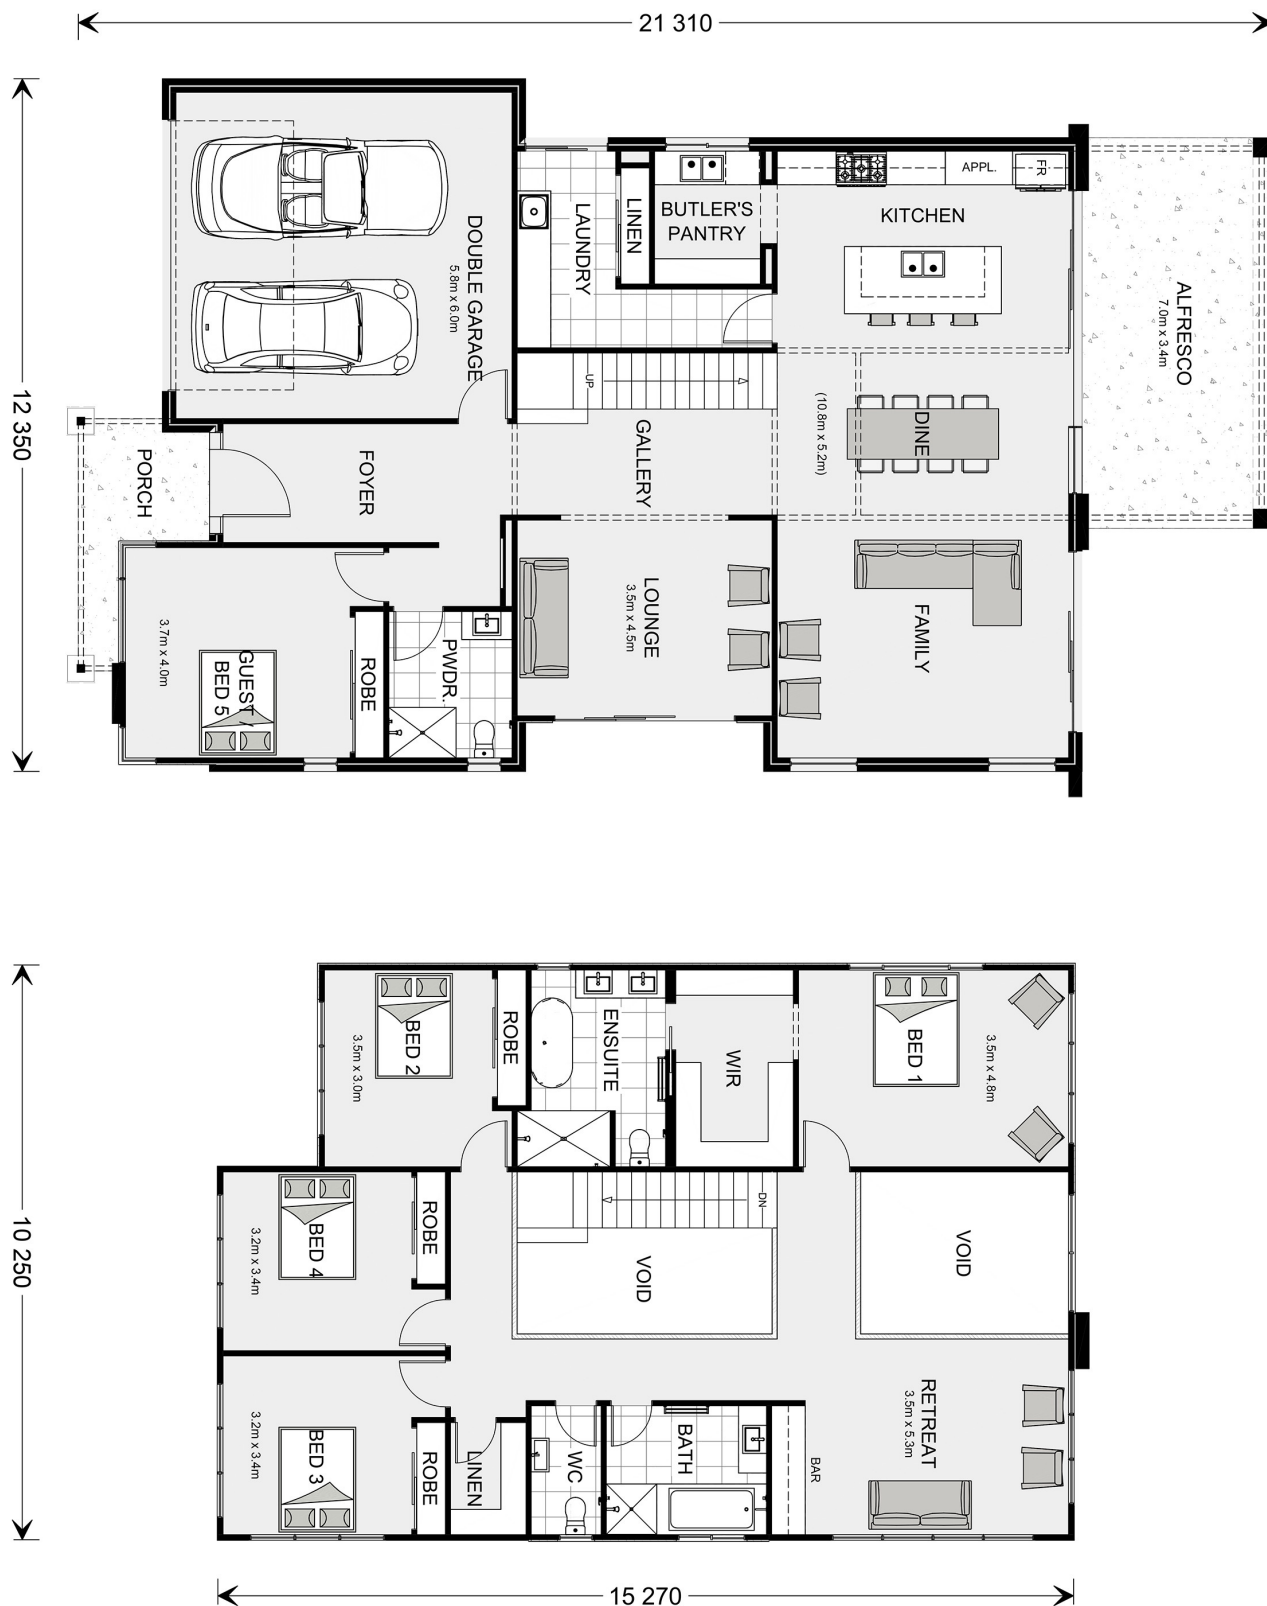 21 310
12 350
DOUBLE GARAGE
5.8m x 6.0m
LAUNDRY
LINEN
BUTLER'S
PANTRY
KITCHEN
APPL.
FR
ALFRESCO
7.0m x 3.4m
UP
PORCH
FOYER
GALLERY
(10.8m x 5.2m)
DINE
GUEST /
BED 5
3.7m x 4.0m
ROBE
PWDR.
LOUNGE
3.5m x 4.5m
FAMILY
10 250
BED 2
3.5m x 3.0m
ROBE
ENSUITE
WIR
BED 1
3.5m x 4.8m
BED 4
3.2m x 3.4m
ROBE
DN
VOID
VOID
BED 3
3.2m x 3.4m
ROBE
LINEN
WC
BATH
BAR
RETREAT
3.5m x 5.3m
15 270